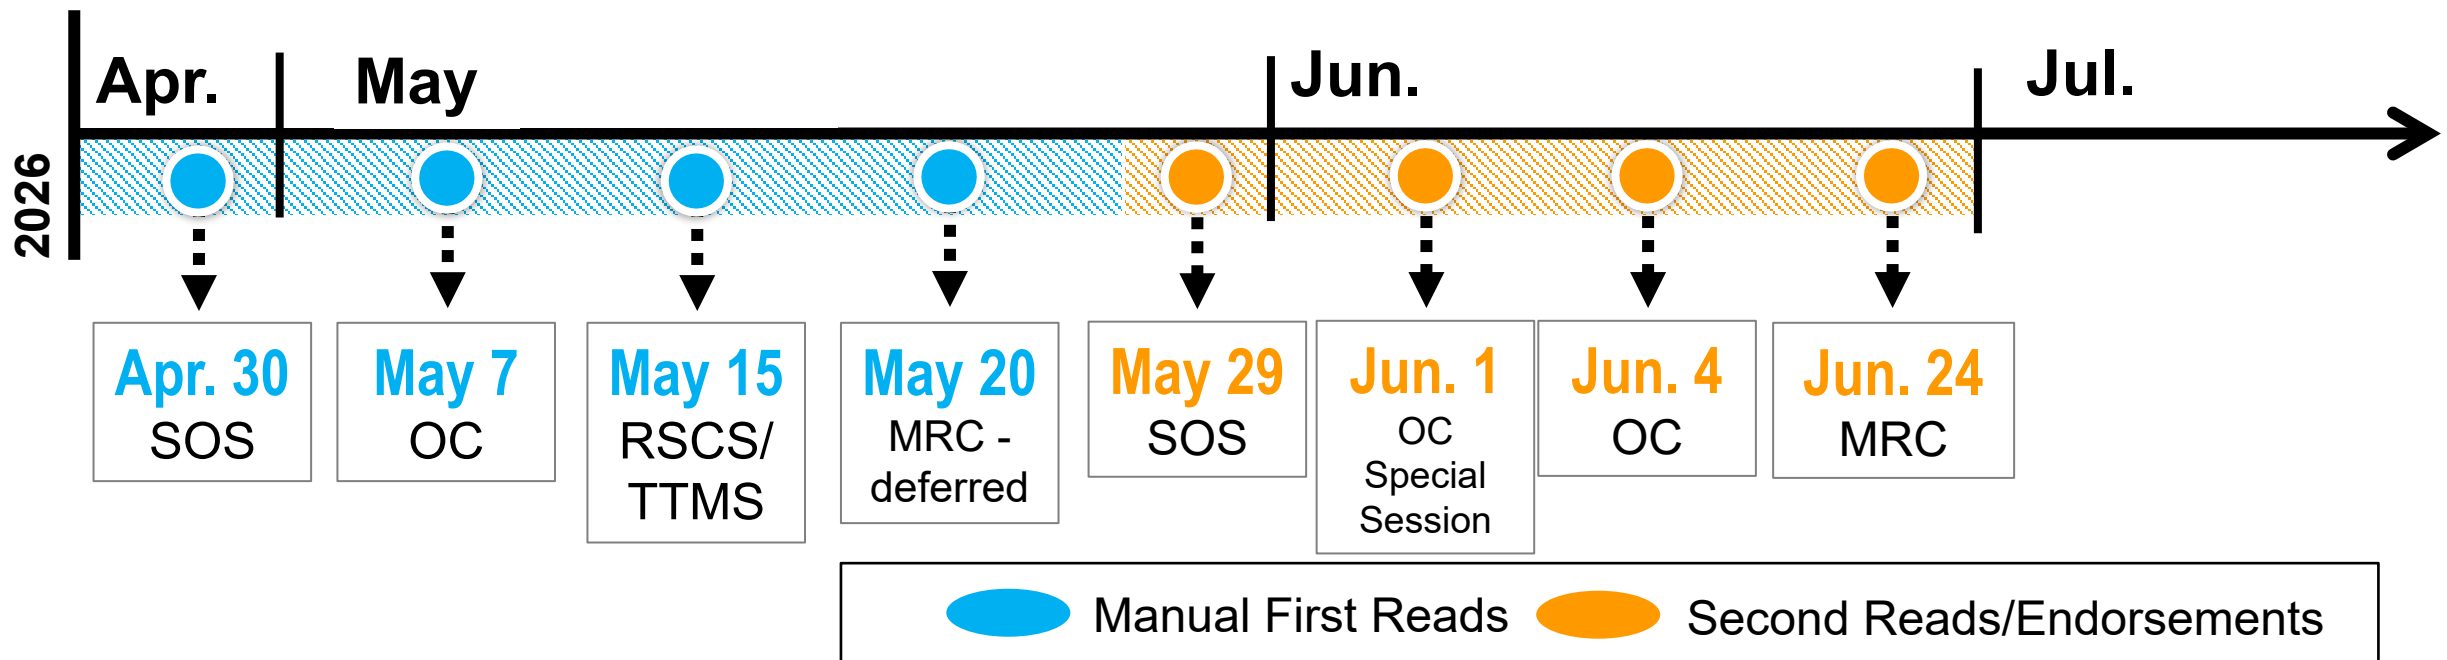 2026
Apr.
May
Jun.
Jul.
Apr. 30
SOS
May 7
OC
May 15
RSCS/
TTMS
May 20
MRC -
deferred
May 29
SOS
Jun. 1
OC
Special
Session
Jun. 4
OC
Jun. 24
MRC
Manual First Reads
Second Reads/Endorsements